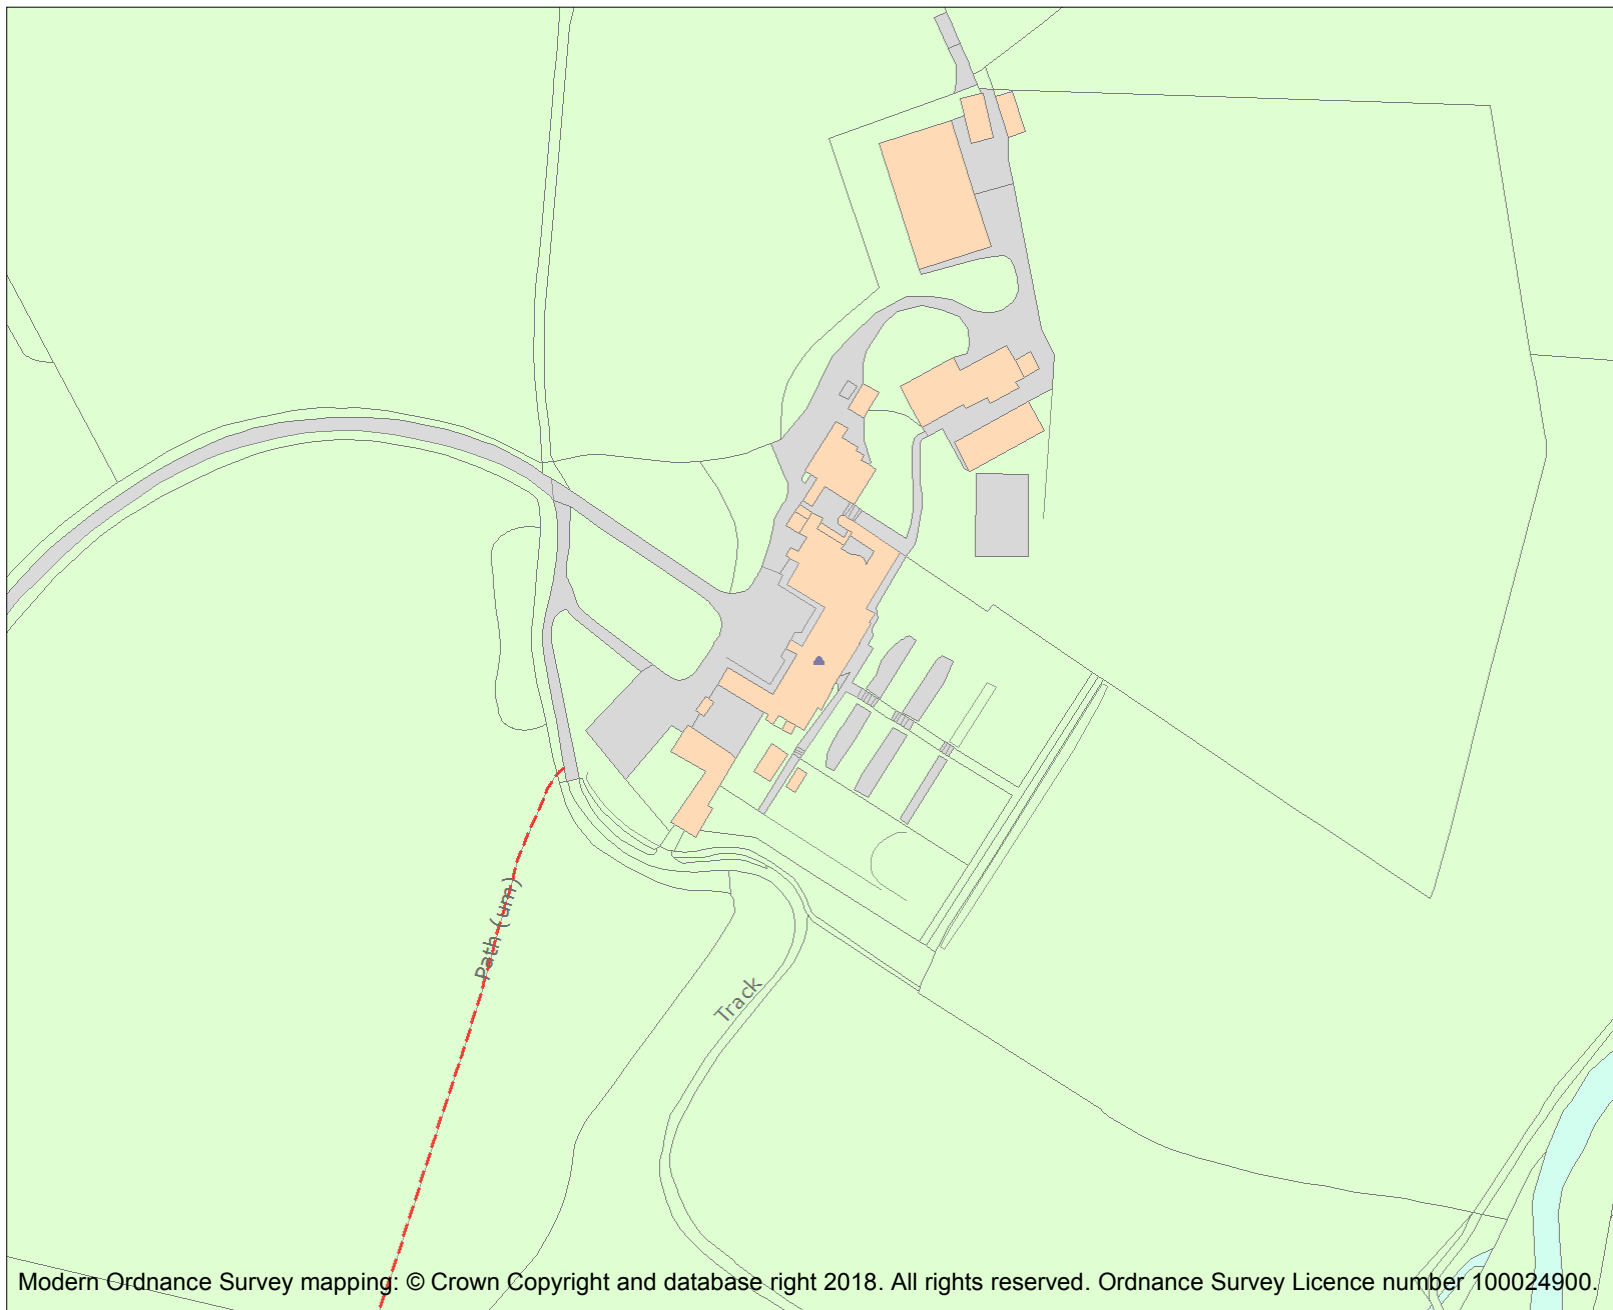 Path (um)
Track
Modern Ordnance Survey mapping: © Crown Copyright and database right 2018. All rights reserved. Ordnance Survey Licence number 100024900.